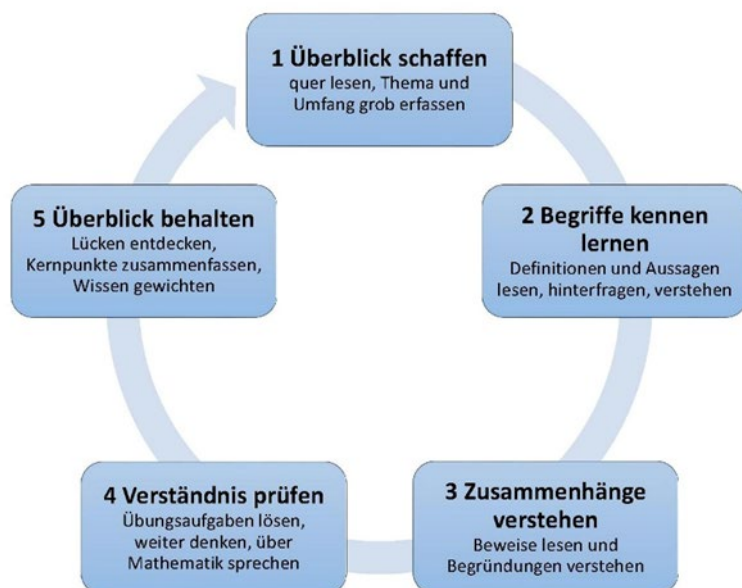 1 Überblick schaffen
quer lesen, Thema und
Umfang grob erfassen
2 Begriffe kennen
lernen
Definitionen und Aussagen
lesen, hinterfragen, verstehen
3 Zusammenhänge
verstehen
Beweise lesen und
Begründungen verstehen
4 Verständnis prüfen
Übungsaufgaben lösen,
weiter denken, über
Mathematik sprechen
5 Überblick behalten
Lücken entdecken,
Kernpunkte zusammenfassen,
Wissen gewichten